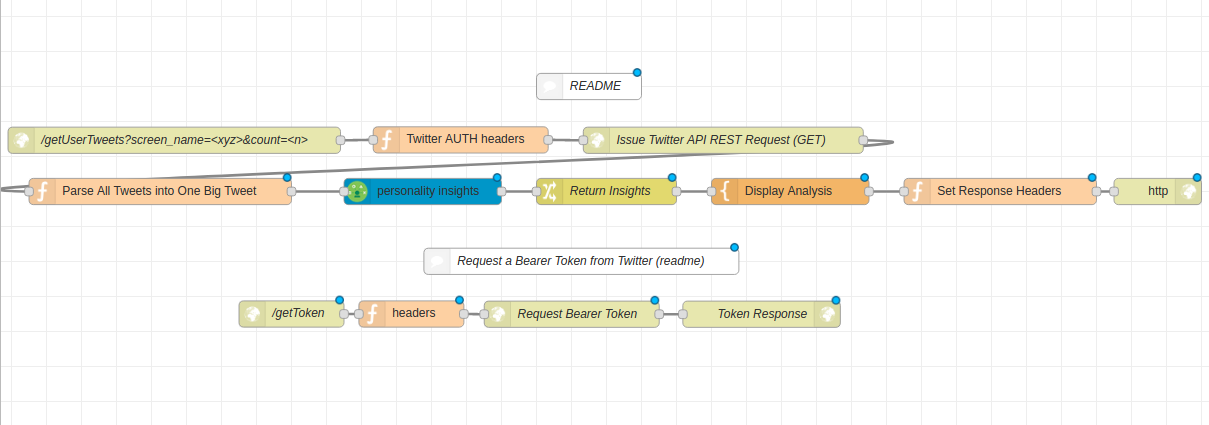 README
/getUserTweets?screen_name=<xyz>&count=<n>
Twitter AUTH headers
Issue Twitter API REST Request (GET)
Parse All Tweets into One Big Tweet
personality insights
Return Insights
Display Analysis
Set Response Headers
http
Request a Bearer Token from Twitter (readme)
/getToken
headers
Request Bearer Token
Token Response